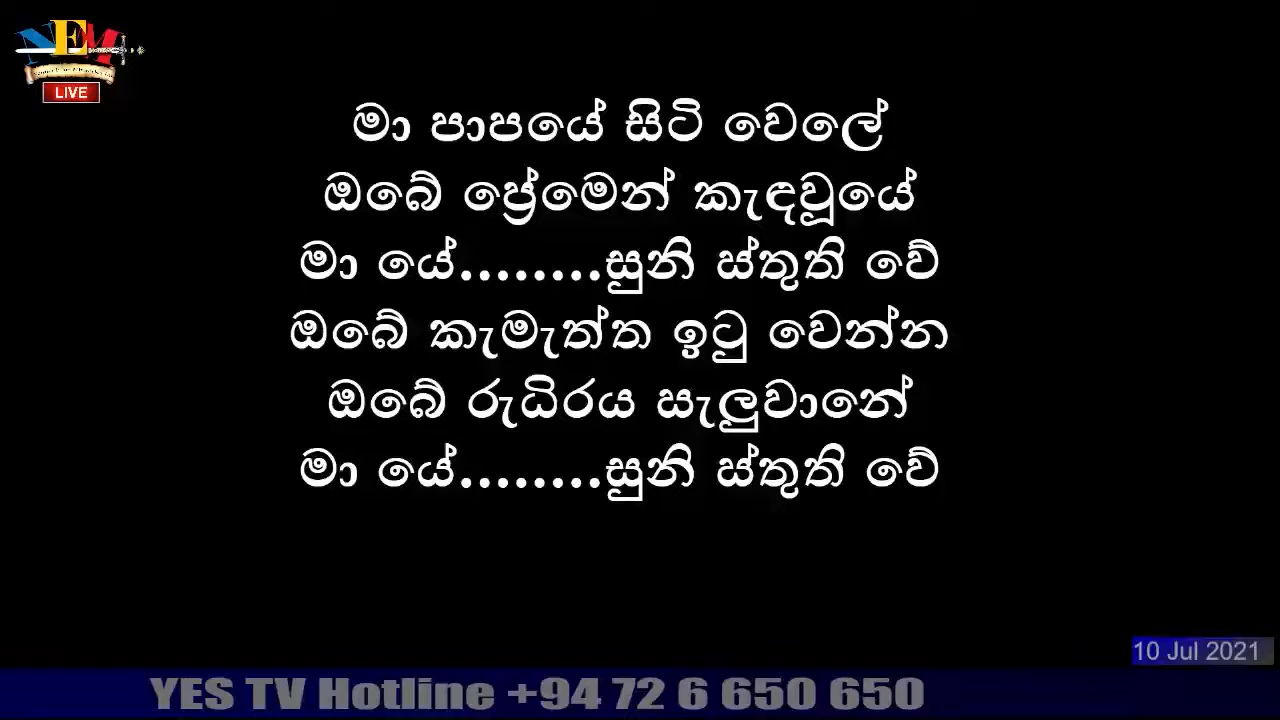 NEM
LIVE
මා පාපයේ සිටි වෙලේ
ඔබේ ප්‍රේමෙන් කැඳවූයේ
මා යේ........සුනි ස්තුති වේ
ඔබේ කැමැත්ත ඉටු වෙන්න
ඔබේ රුධිරය සැලුවානේ
මා යේ........සුනි ස්තුති වේ
10 Jul 2021
YES TV Hotline +94 72 6 650 650